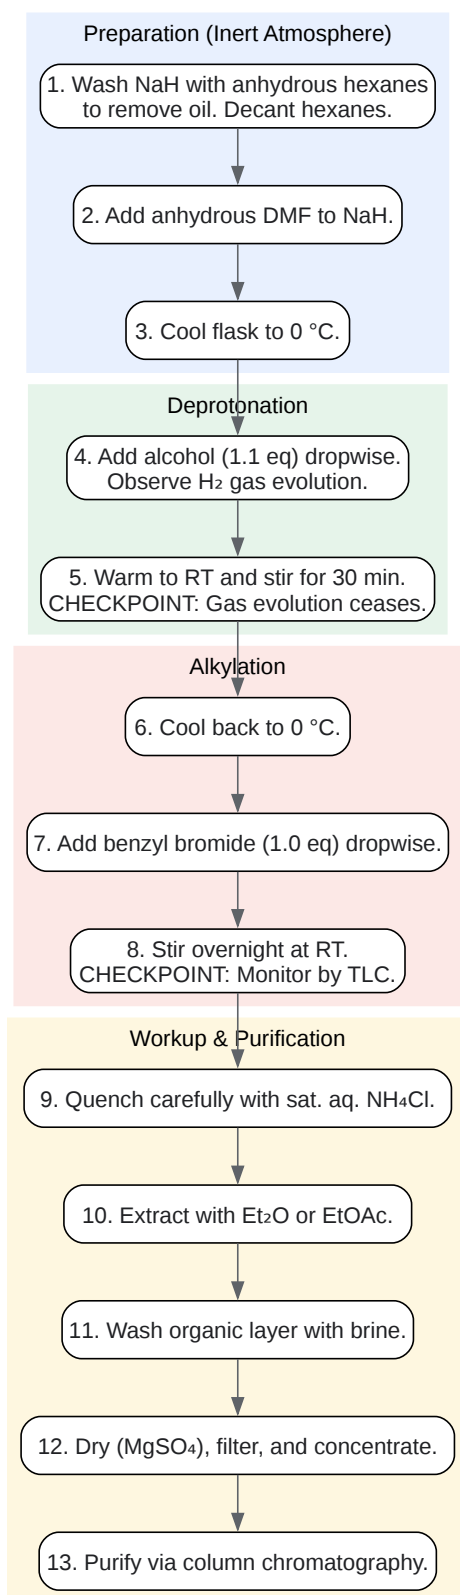 Preparation (Inert Atmosphere)
1. Wash NaH with anhydrous hexanes
to remove oil. Decant hexanes.
2. Add anhydrous DMF to NaH.
3. Cool flask to 0 °C.
Deprotonation
4. Add alcohol (1.1 eq) dropwise.
Observe H₂ gas evolution.
5. Warm to RT and stir for 30 min.
CHECKPOINT: Gas evolution ceases.
Alkylation
6. Cool back to 0 °C.
7. Add benzyl bromide (1.0 eq) dropwise.
8. Stir overnight at RT.
CHECKPOINT: Monitor by TLC.
Workup & Purification
9. Quench carefully with sat. aq. NH₄Cl.
10. Extract with Et₂O or EtOAc.
11. Wash organic layer with brine.
12. Dry (MgSO₄), filter, and concentrate.
13. Purify via column chromatography.